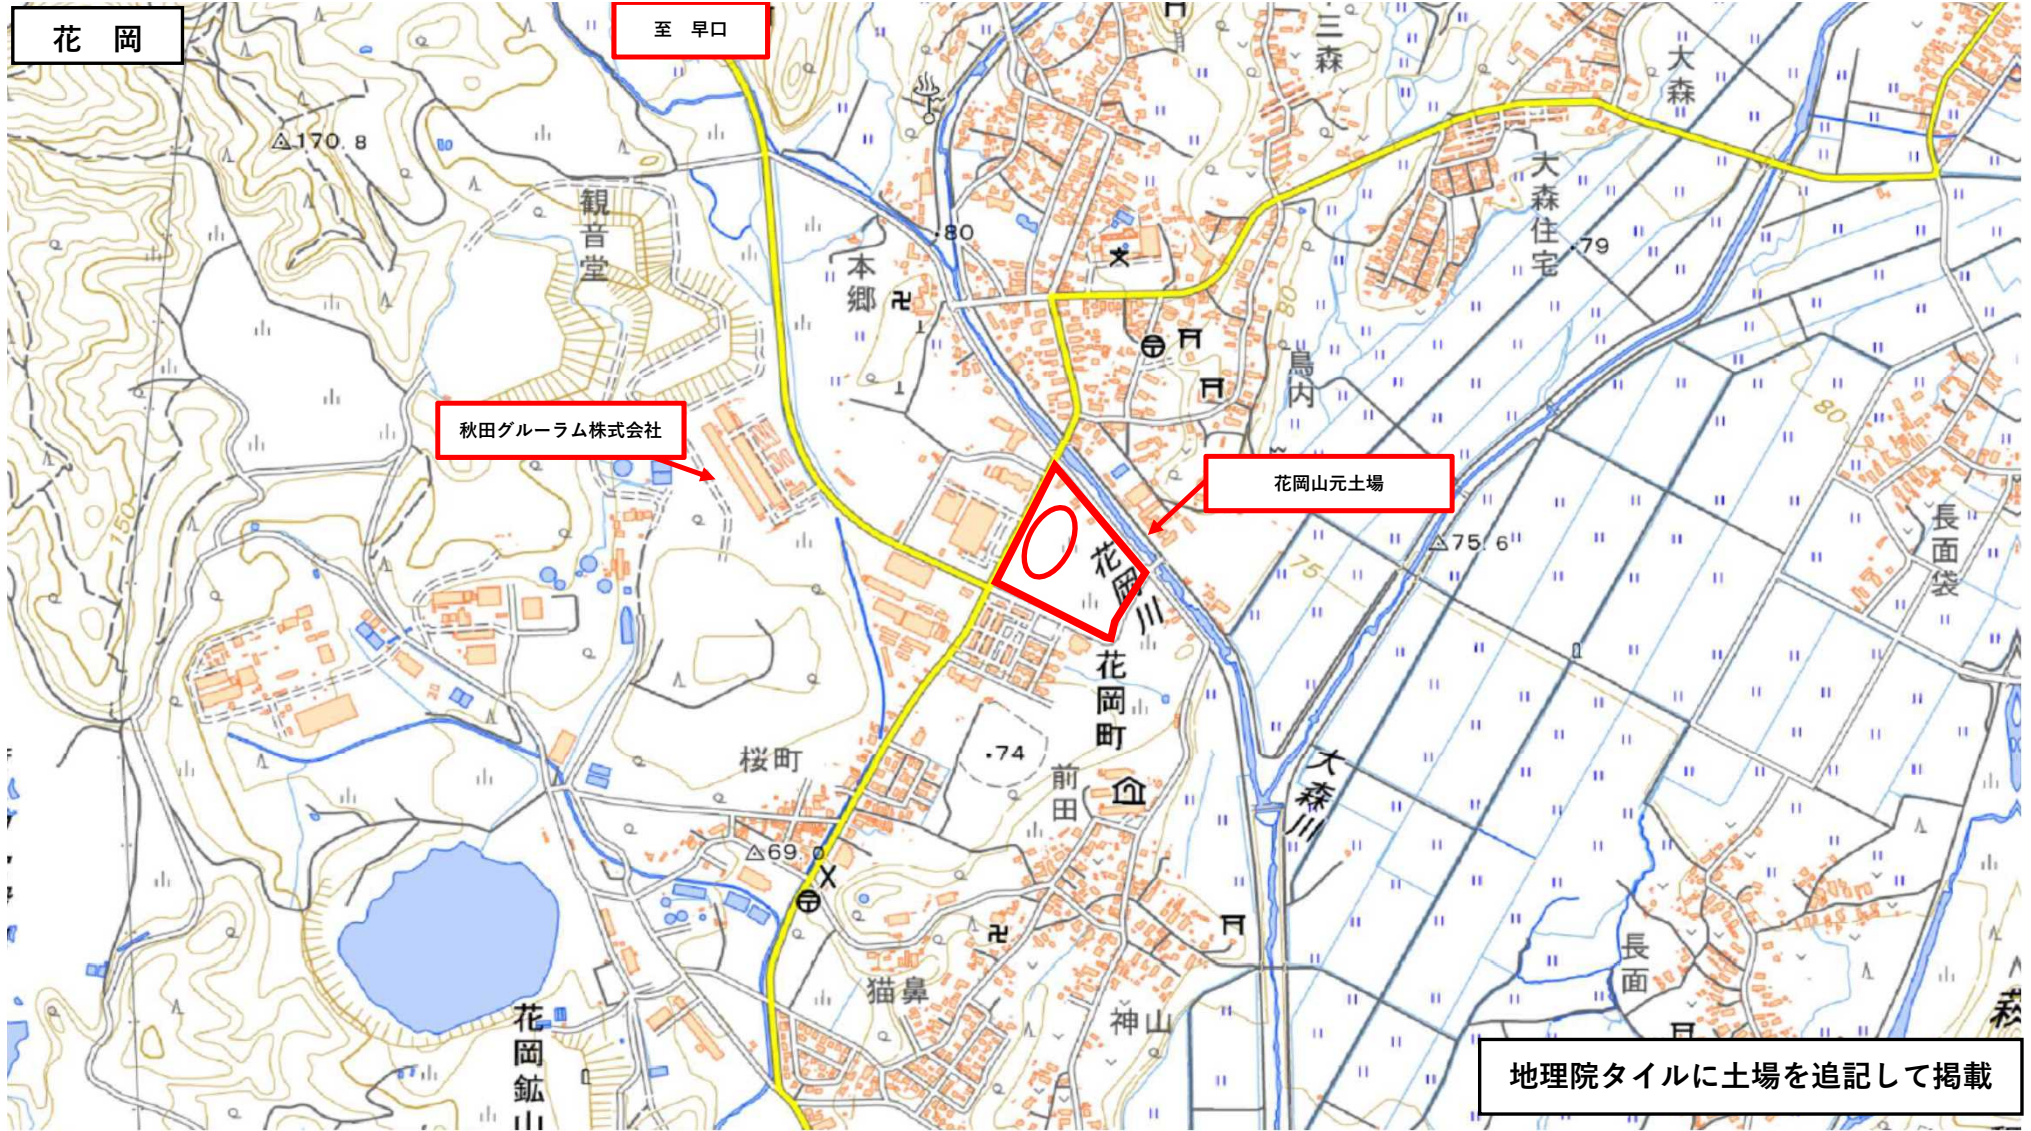 花　岡
至　早口
三森
大森
170.8
観音堂
大森住宅
80
79
本郷
80
鳥内
80
秋田グルーラム株式会社
花岡山元土場
長面袋
150
75.6
75
花岡川
花岡町
74
桜町
前田
大森川
69.0
長面
猫鼻
神山
花岡鉱山
地理院タイルに土場を追記して掲載